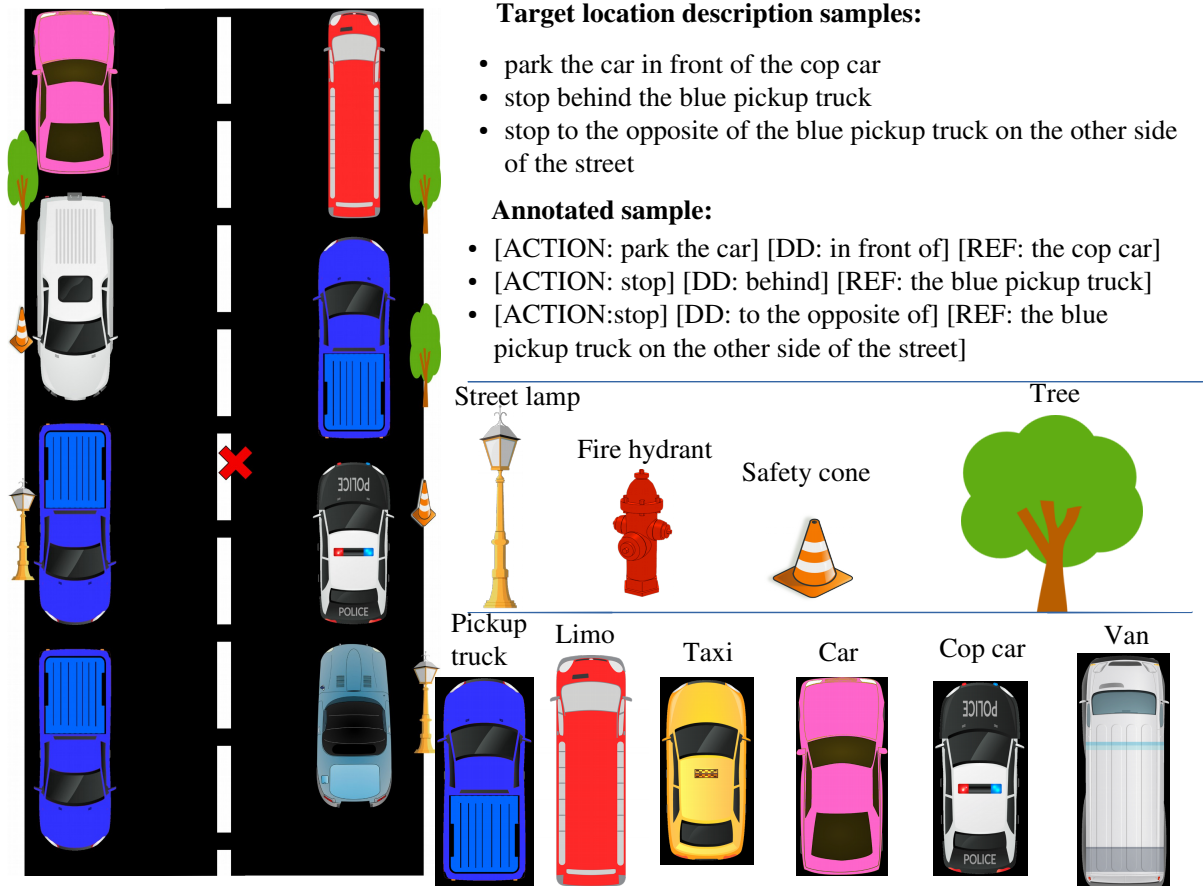 Target location description samples:
• park the car in front of the cop car
• stop behind the blue pickup truck
• stop to the opposite of the blue pickup truck on the other side
of the street
Annotated sample:
• [ACTION: park the car] [DD: in front of] [REF: the cop car]
• [ACTION: stop] [DD: behind] [REF: the blue pickup truck]
• [ACTION:stop] [DD: to the opposite of] [REF: the blue
pickup truck on the other side of the street]
Street lamp
Fire hydrant
Safety cone
Tree
POLICE
POLICE
Pickup
truck
Limo
Taxi
Car
Cop car
Van
POLICE
POLICE